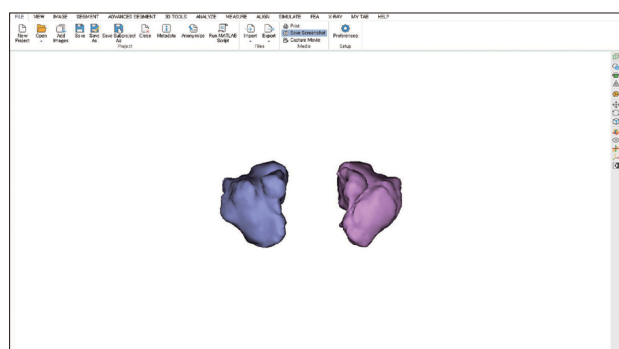 FILE VIEW IMAGE SEGMENT ADVANCED SEGMENT 3D TOOLS ANALYZE MEASURE ALIGN SIMULATE FEA X-RAY MY TAB HELP
New Project Open Add Images Save Save As Save Subproject As Close Metadata Anonymize Run MATLAB Script Import Export
Print
Save Screenshot
Capture Movie
Preferences
Project Files Media Setup